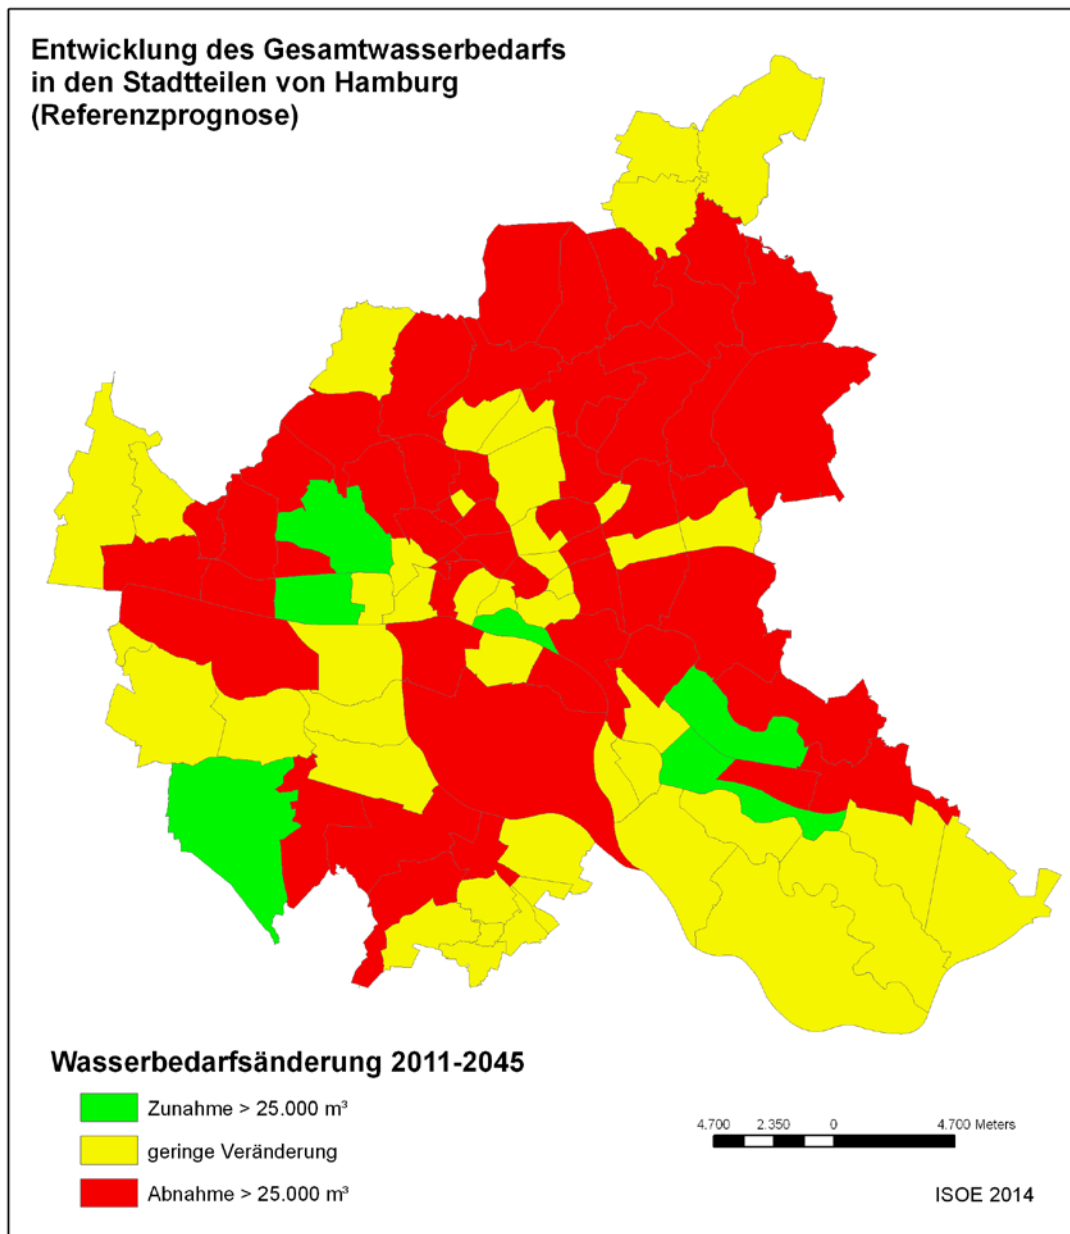 Entwicklung des Gesamtwasserbedarfs
in den Stadtteilen von Hamburg
(Referenzprognose)
Wasserbedarfsänderung 2011-2045
Zunahme > 25.000 m³
geringe Veränderung
Abnahme > 25.000 m³
4.700 2.350 0 4.700 Meters
ISOE 2014